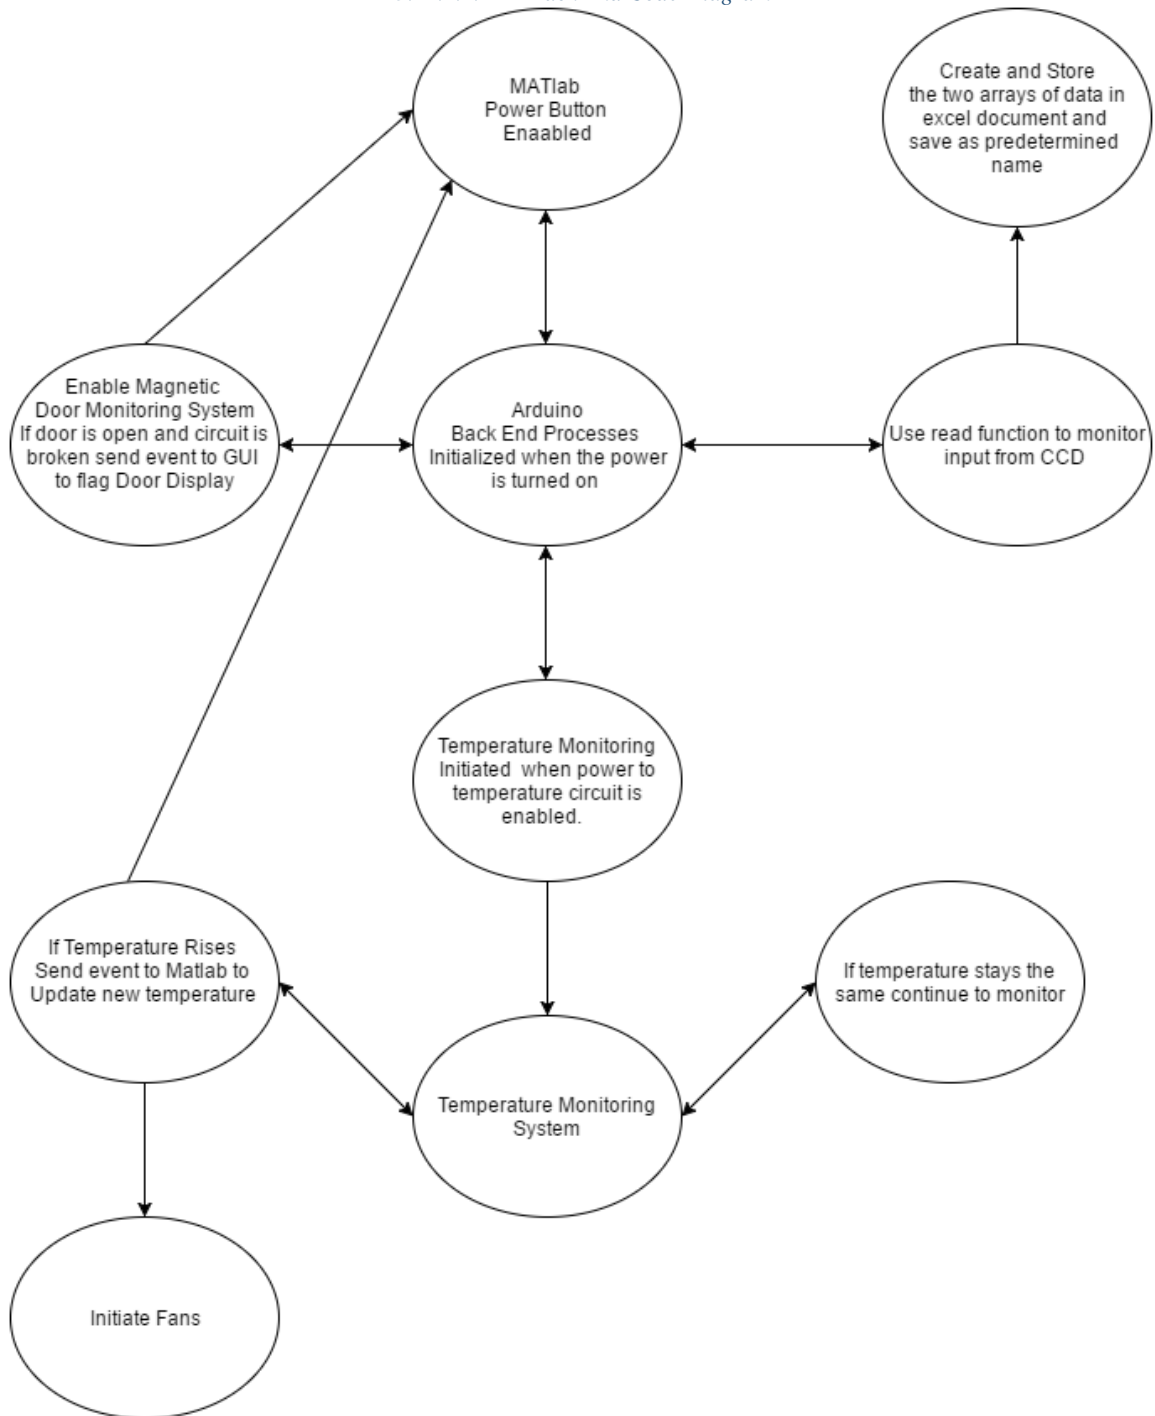 MATlab
Power Button
Enaabled
Create and Store
the two arrays of data in
excel document and
save as predetermined
name
Enable Magnetic
Door Monitoring System
If door is open and circuit is
broken send event to GUI
to flag Door Display
Arduino
Back End Processes
Initialized when the power
is turned on
Use read function to monitor
input from CCD
Temperature Monitoring
Initiated when power to
temperature circuit is
enabled.
If Temperature Rises
Send event to Matlab to
Update new temperature
If temperature stays the
same continue to monitor
Temperature Monitoring
System
Initiate Fans